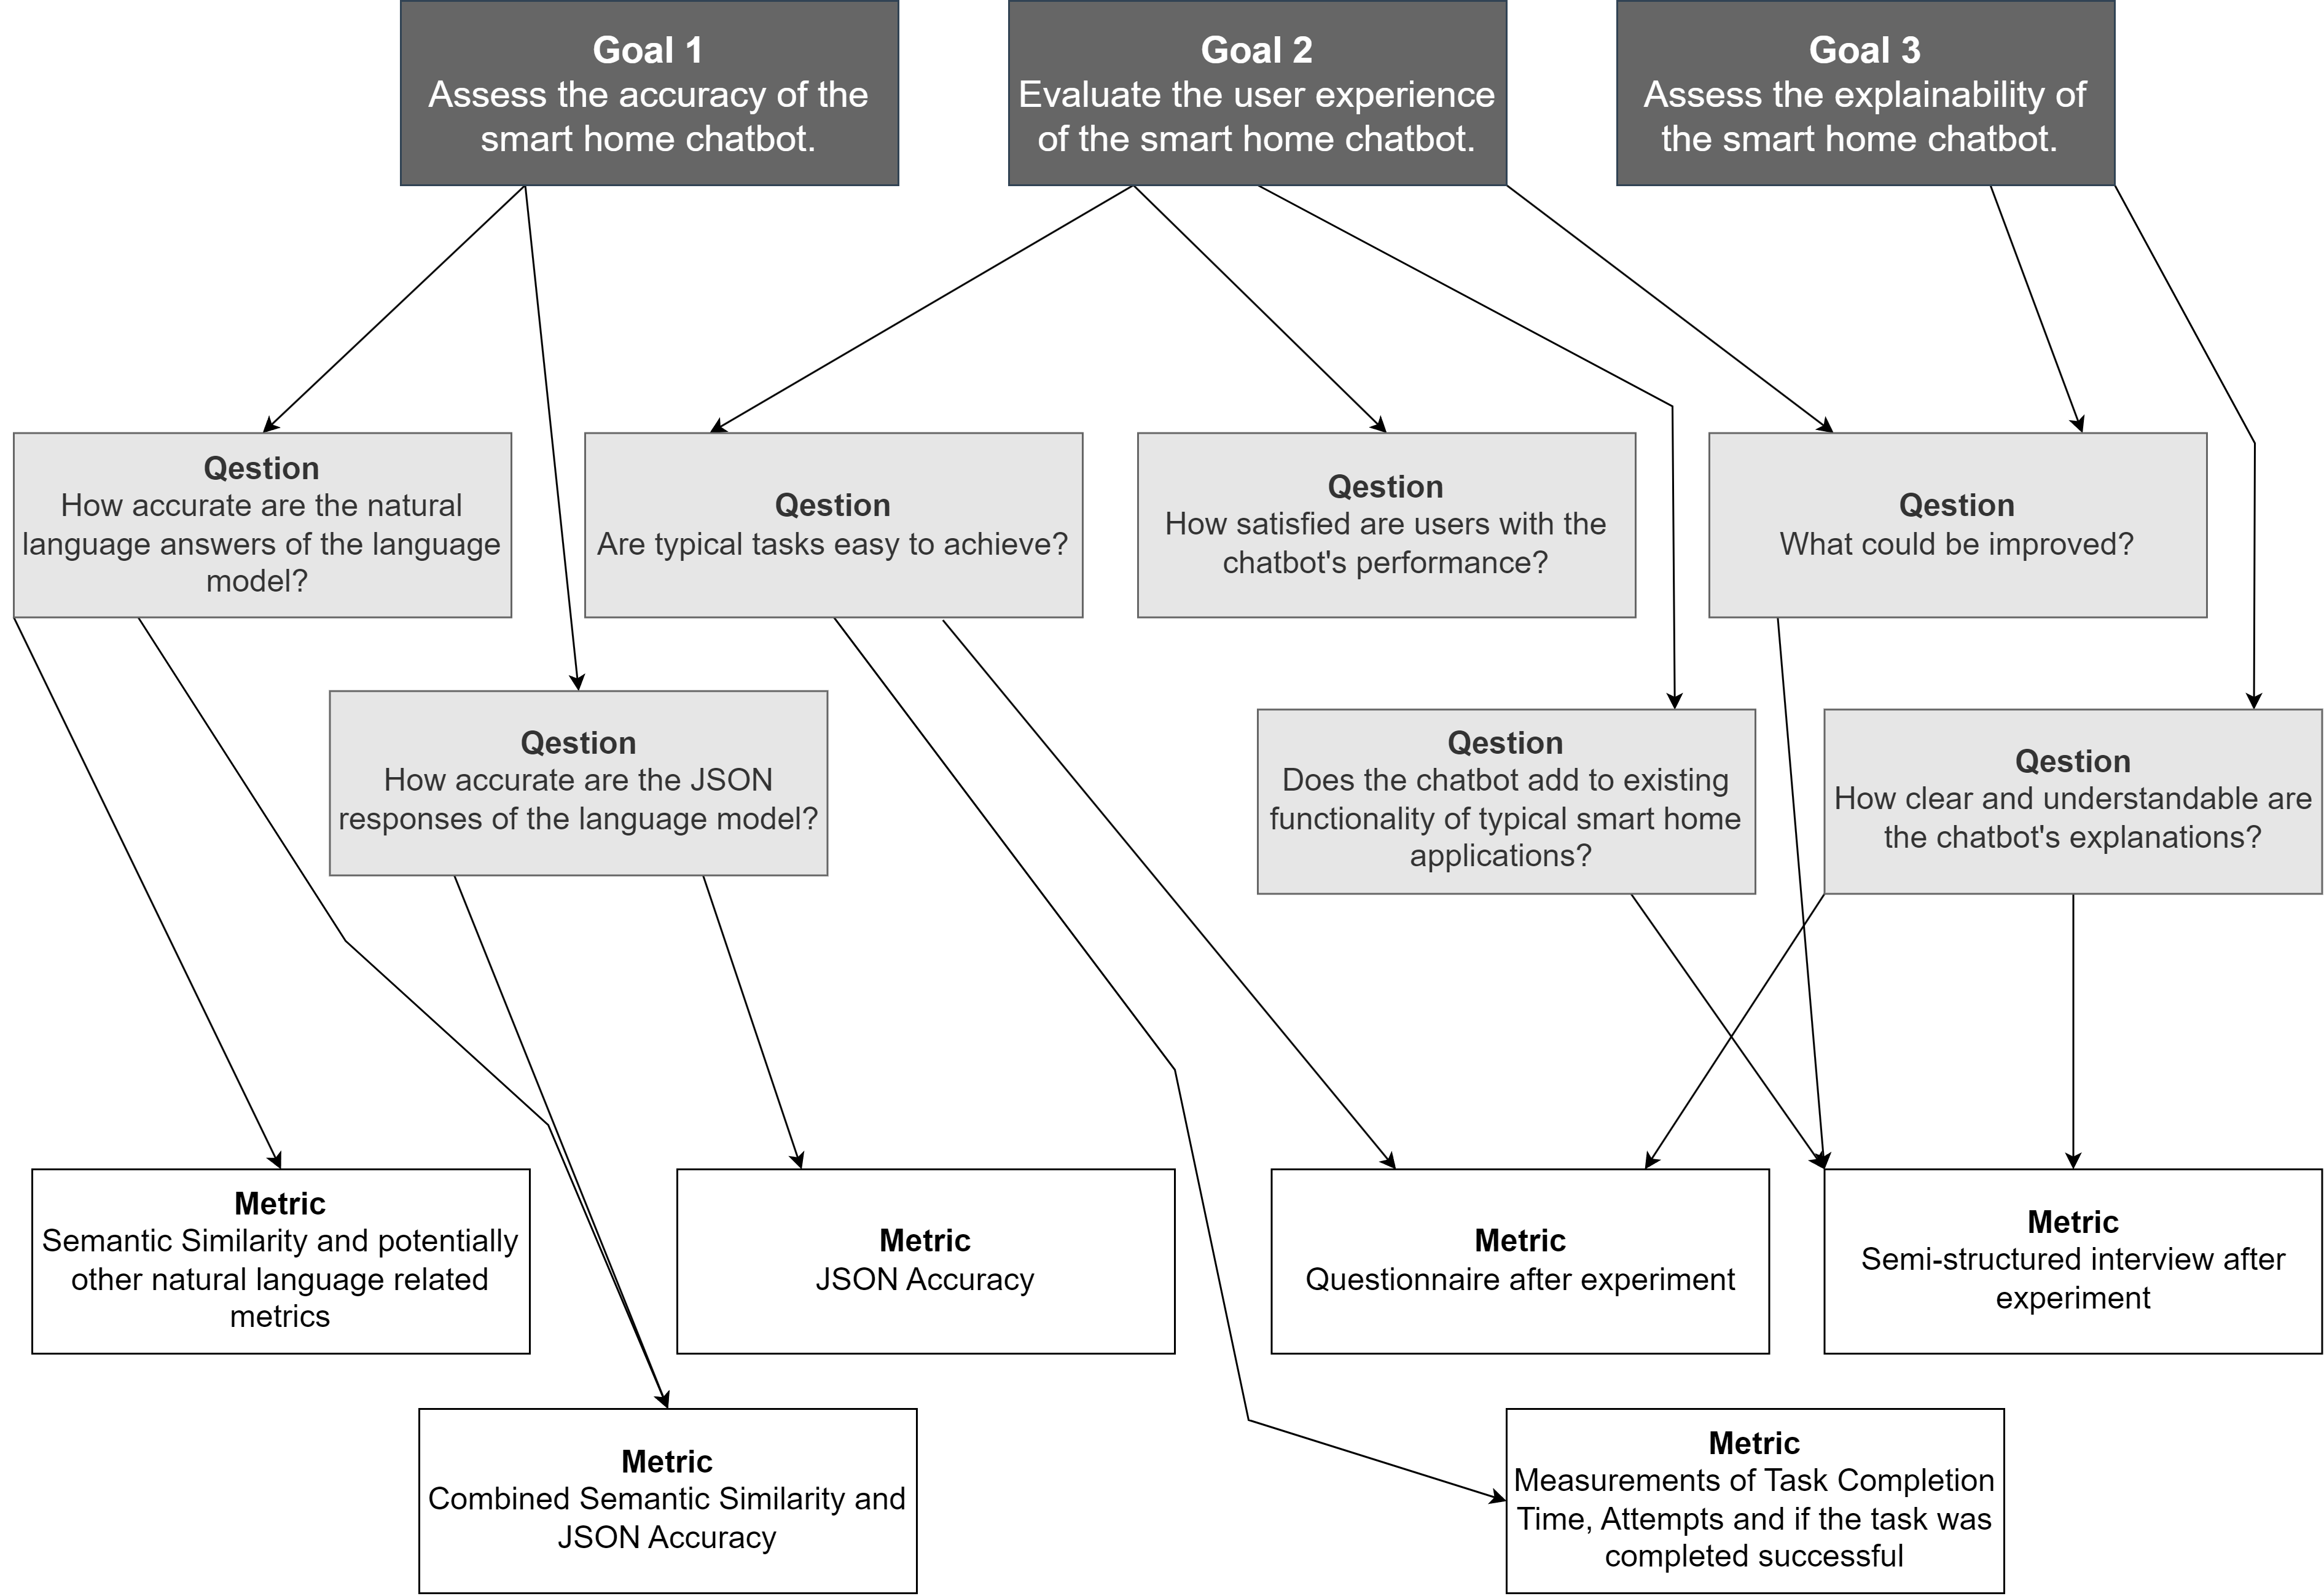 Goal 1
Assess the accuracy of the
smart home chatbot.
Goal 2
Evaluate the user experience
of the smart home chatbot.
Goal 3
Assess the explainability of
the smart home chatbot.
Qestion
How accurate are the natural
language answers of the language
model?
Qestion
Are typical tasks easy to achieve?
Qestion
How satisfied are users with the
chatbot's performance?
Qestion
What could be improved?
Qestion
How accurate are the JSON
responses of the language model?
Qestion
Does the chatbot add to existing
functionality of typical smart home
applications?
Qestion
How clear and understandable are
the chatbot's explanations?
Metric
Semantic Similarity and potentially
other natural language related
metrics
Metric
JSON Accuracy
Metric
Questionnaire after experiment
Metric
Semi-structured interview after
experiment
Metric
Combined Semantic Similarity and
JSON Accuracy
Metric
Measurements of Task Completion
Time, Attempts and if the task was
completed successful